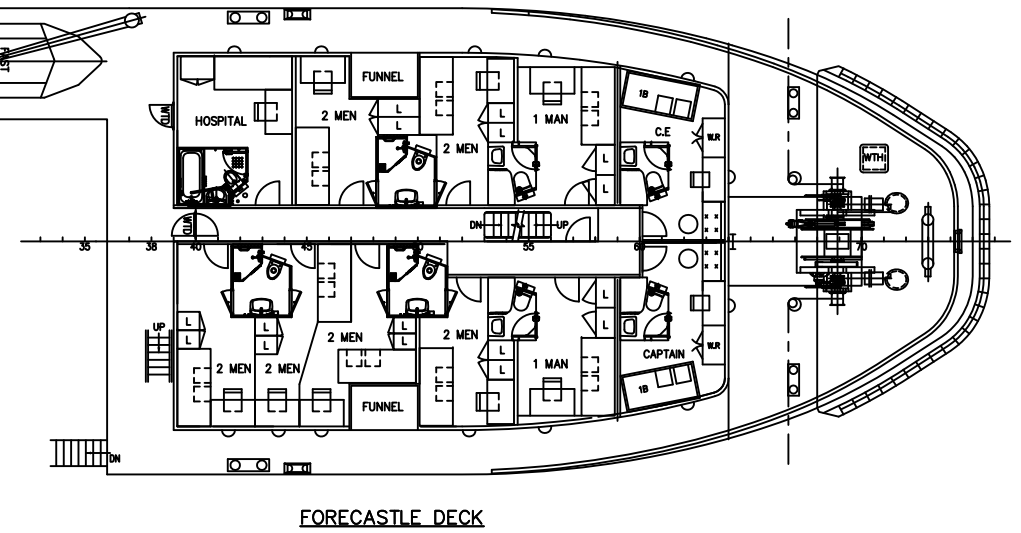 FAST
WTD
HOSPITAL
2 MEN
FUNNEL
L
L
2 MEN
1 MAN
L
L
1B
C.E
W.R
WTH
WTD
DN
UP
35
38
40
45
50
55
60
70
UP
L
L
2 MEN
L
L
2 MEN
2 MEN
L
L
FUNNEL
2 MEN
L
L
1 MAN
L
L
CAPTAIN
1B
W.R
DN
FORECASTLE DECK